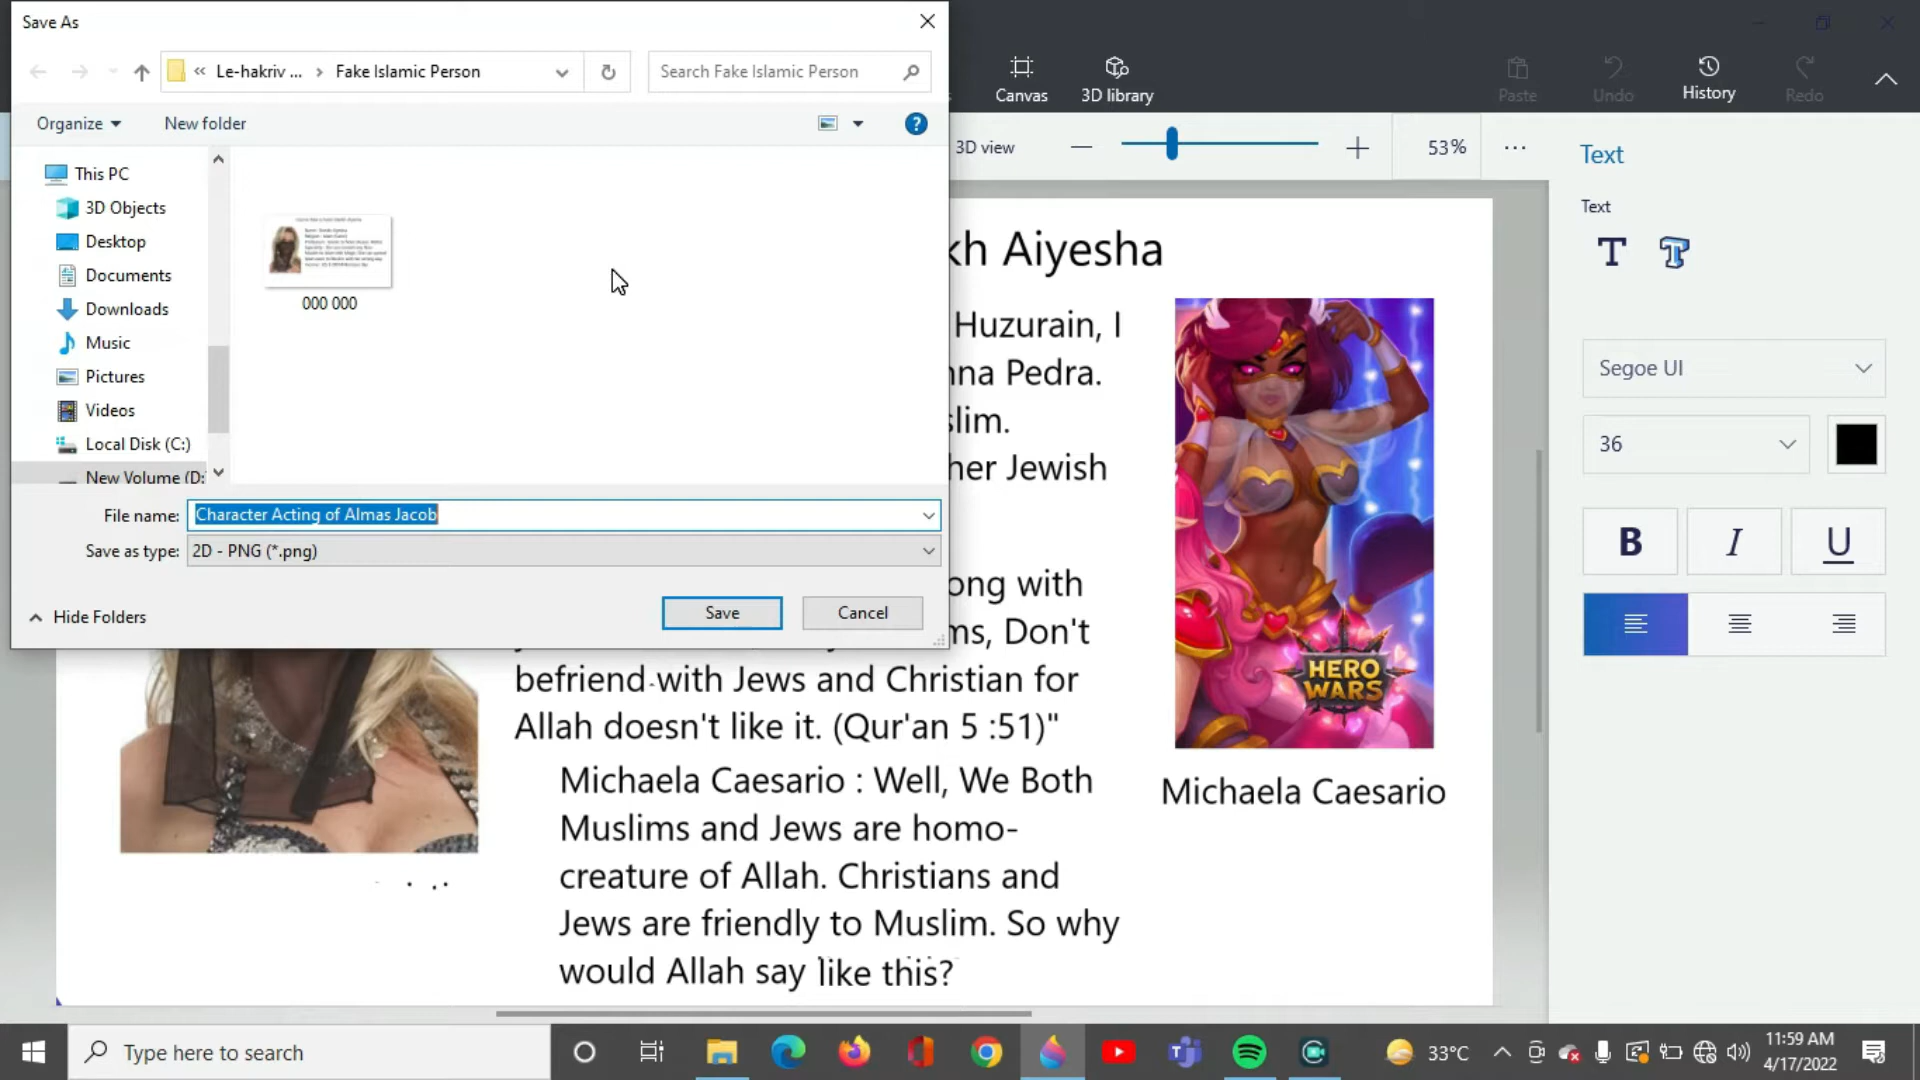 Save As
« Le-hakriv ... › Fake Islamic Person
Search Fake Islamic Person
Organize
New folder
This PC
3D Objects
Desktop
Documents
Downloads
Music
Pictures
Videos
Local Disk (C:)
New Volume (D:
000 000
File name:
Character Acting of Almas Jacob
Save as type:
2D - PNG (*.png)
Hide Folders
Save
Cancel
Canvas
3D library
Paste
Undo
History
Redo
3D view
53%
Text
Text
Segoe UI
36
B
I
U
kh Aiyesha
Huzurain, I
nna Pedra.
slim.
her Jewish
ong with
ms, Don't
befriend with Jews and Christian for
Allah doesn't like it. (Qur'an 5 :51)"
Michaela Caesario : Well, We Both
Muslims and Jews are homo-
creature of Allah. Christians and
Jews are friendly to Muslim. So why
would Allah say like this?
HERO
WARS
Michaela Caesario
Type here to search
33°C
11:59 AM
4/17/2022